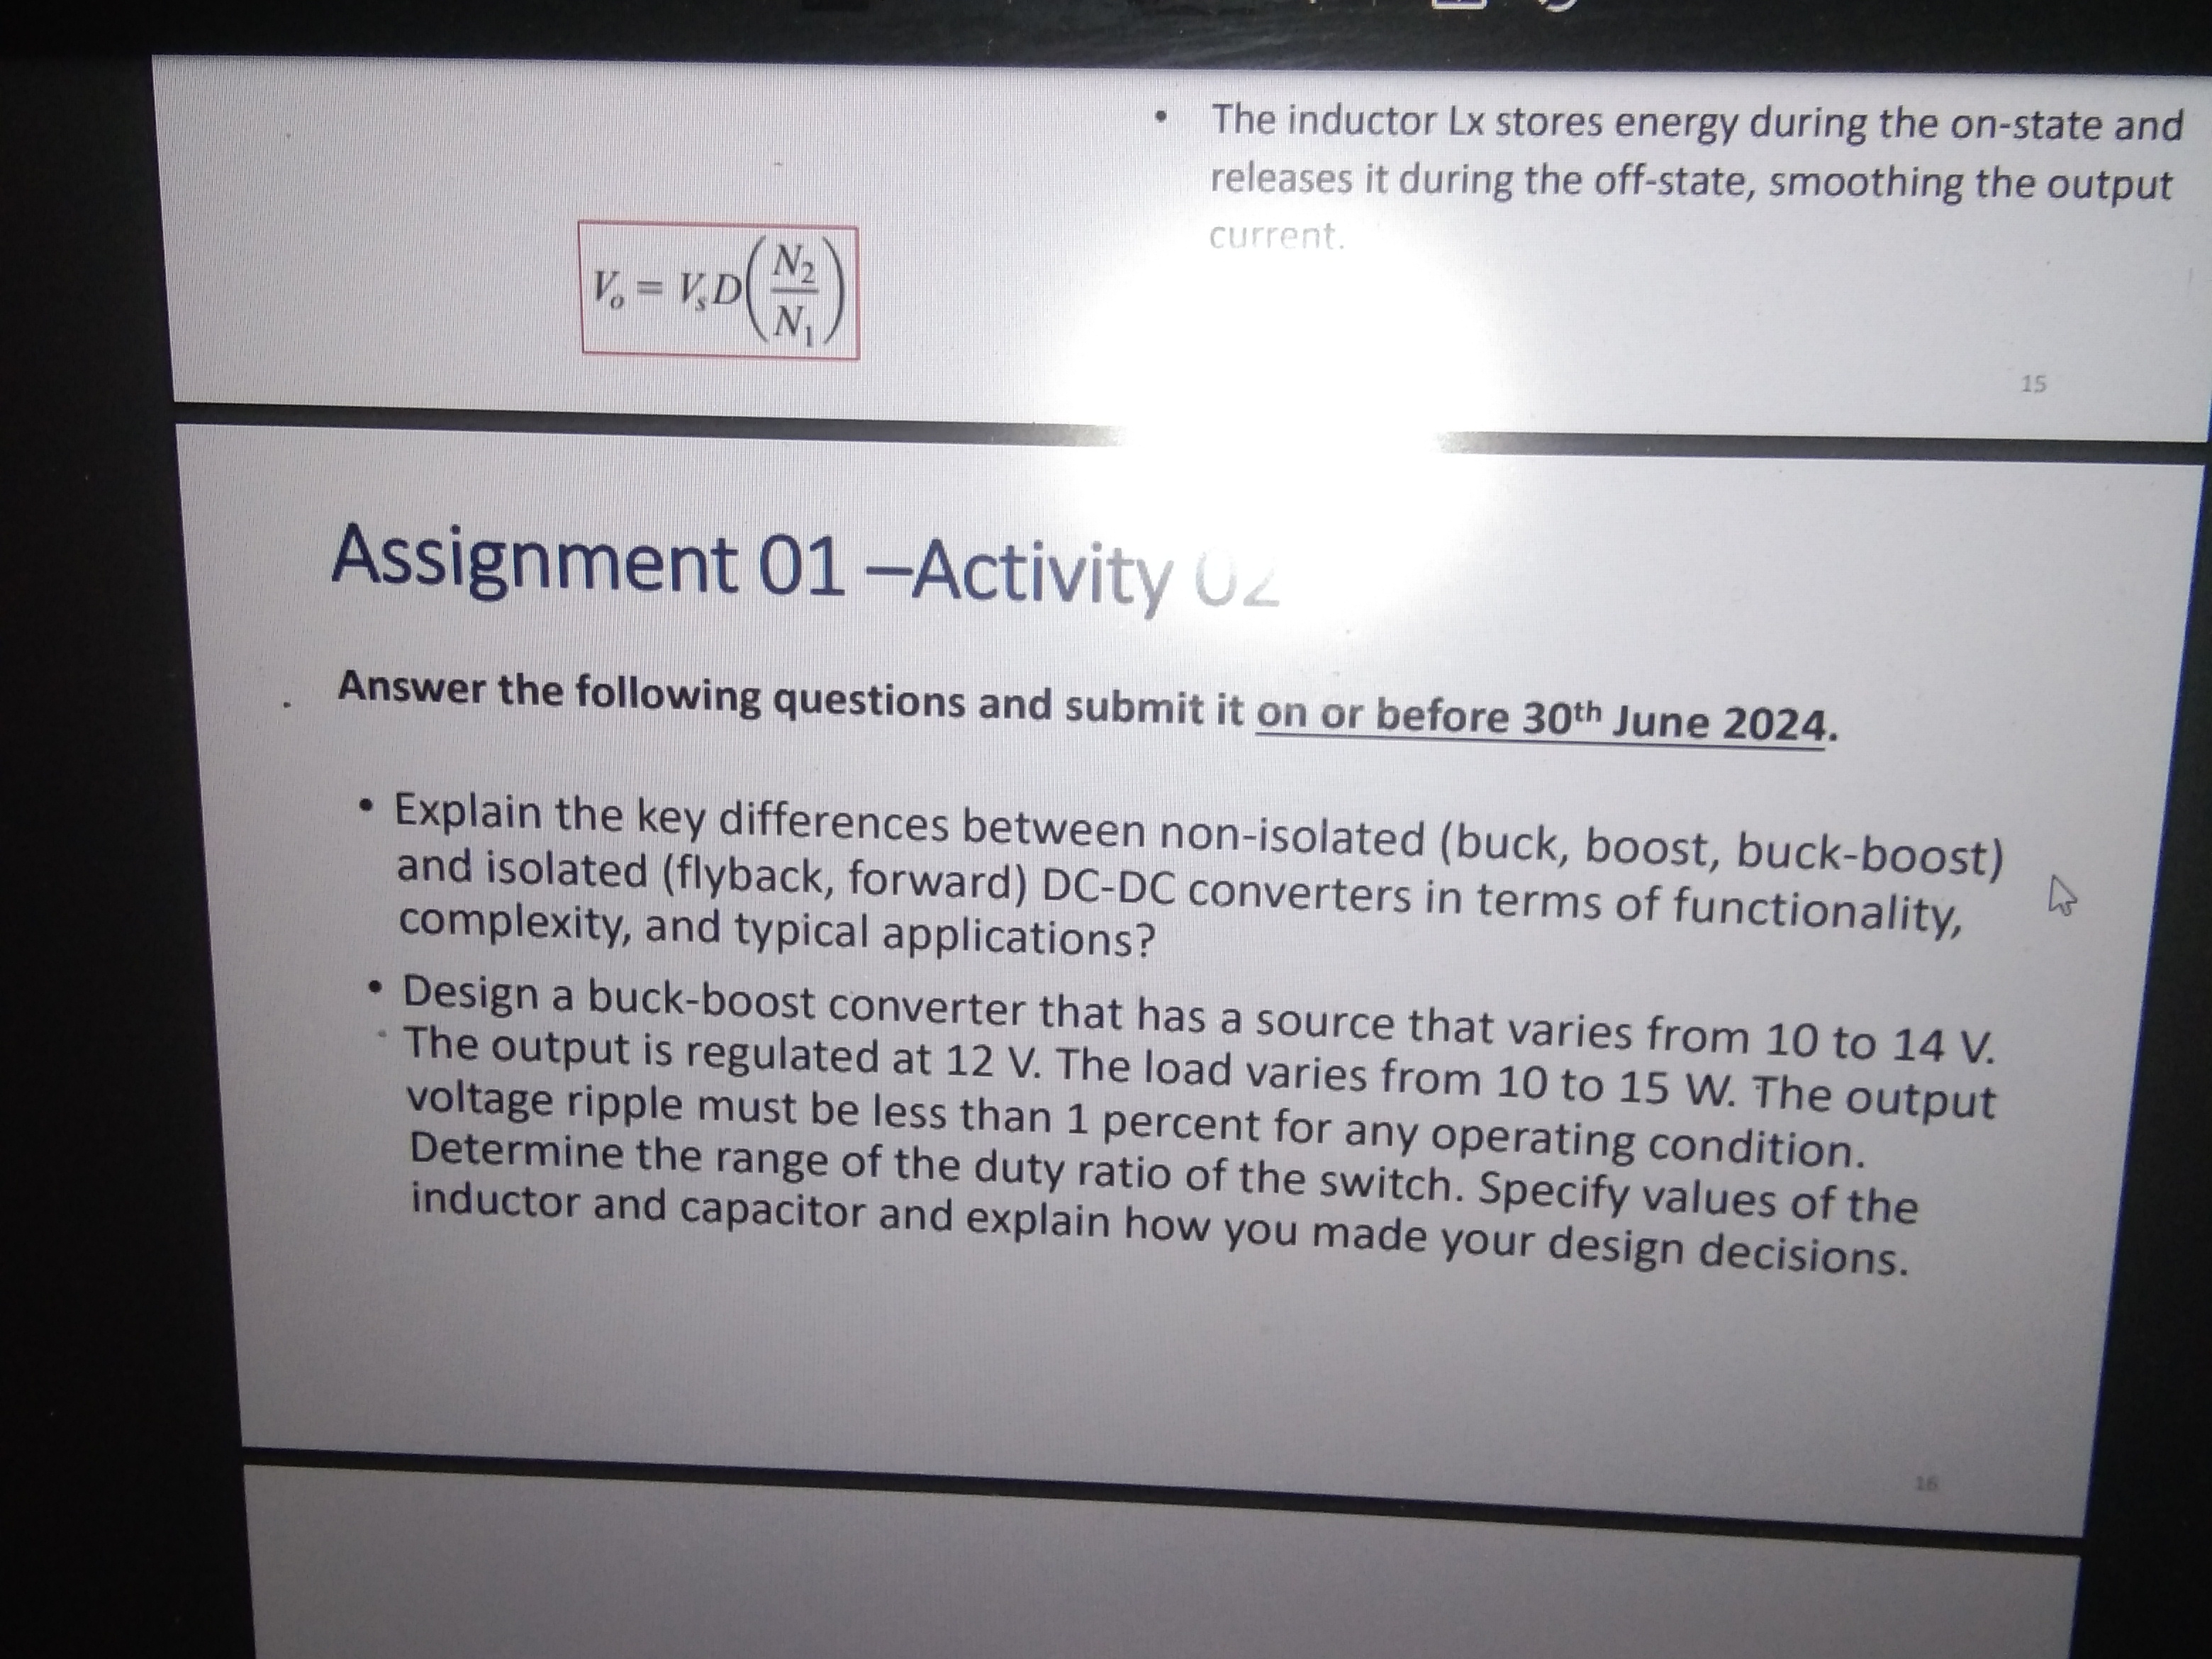 • The inductor Lx stores energy during the on-state and
releases it during the off-state, smoothing the output
current.
V_o = V_s D (N_2 / N_1)
15
Assignment 01 –Activity 02
Answer the following questions and submit it on or before 30th June 2024.
• Explain the key differences between non-isolated (buck, boost, buck-boost)
and isolated (flyback, forward) DC-DC converters in terms of functionality,
complexity, and typical applications?
• Design a buck-boost converter that has a source that varies from 10 to 14 V.
The output is regulated at 12 V. The load varies from 10 to 15 W. The output
voltage ripple must be less than 1 percent for any operating condition.
Determine the range of the duty ratio of the switch. Specify values of the
inductor and capacitor and explain how you made your design decisions.
16